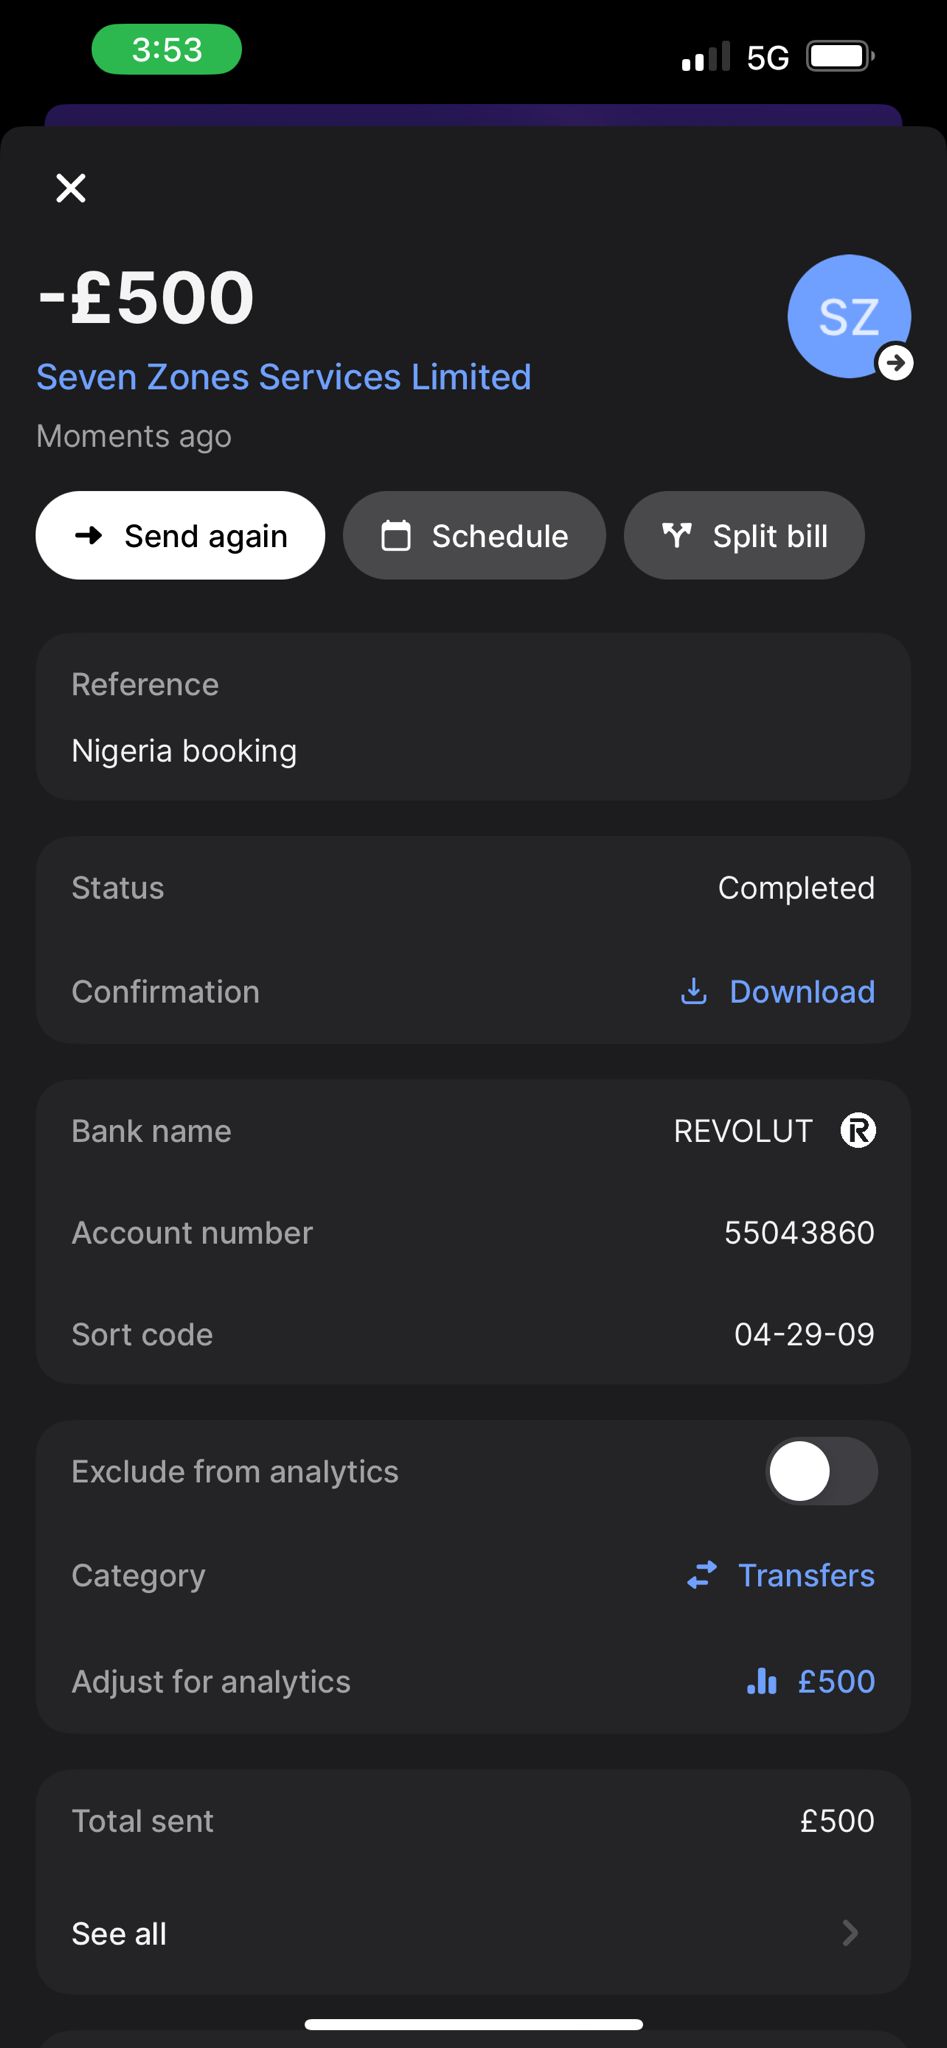 3:53
5G
-£500
SZ
Seven Zones Services Limited
Moments ago
Send again
Schedule
Split bill
Reference
Nigeria booking
Status Completed
Confirmation Download
Bank name REVOLUT R
Account number 55043860
Sort code 04-29-09
Exclude from analytics
Category Transfers
Adjust for analytics £500
Total sent £500
See all